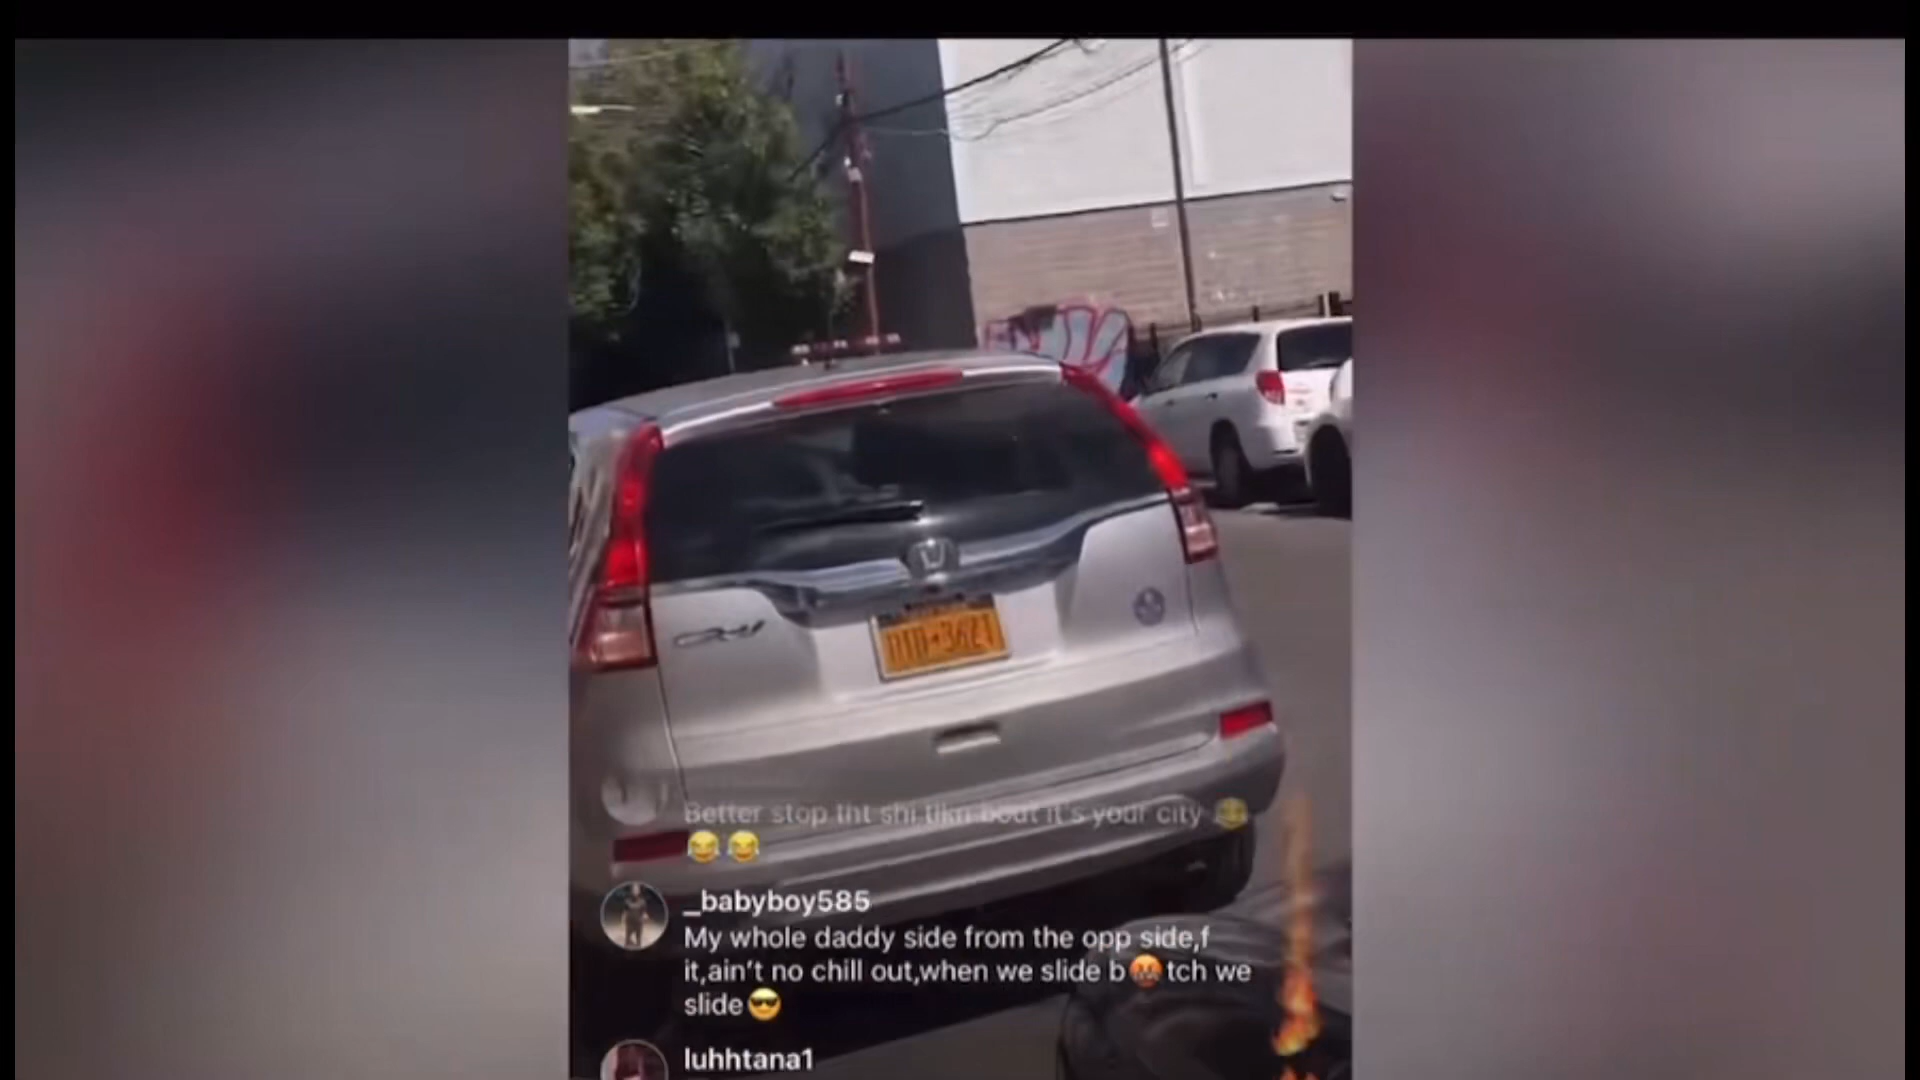 CR-V
Better stop tht shi tlkn bout it's your city 😂
😂😂
_babyboy585
My whole daddy side from the opp side,f
it,ain't no chill out,when we slide b🤬tch we
slide😎
luhhtana1